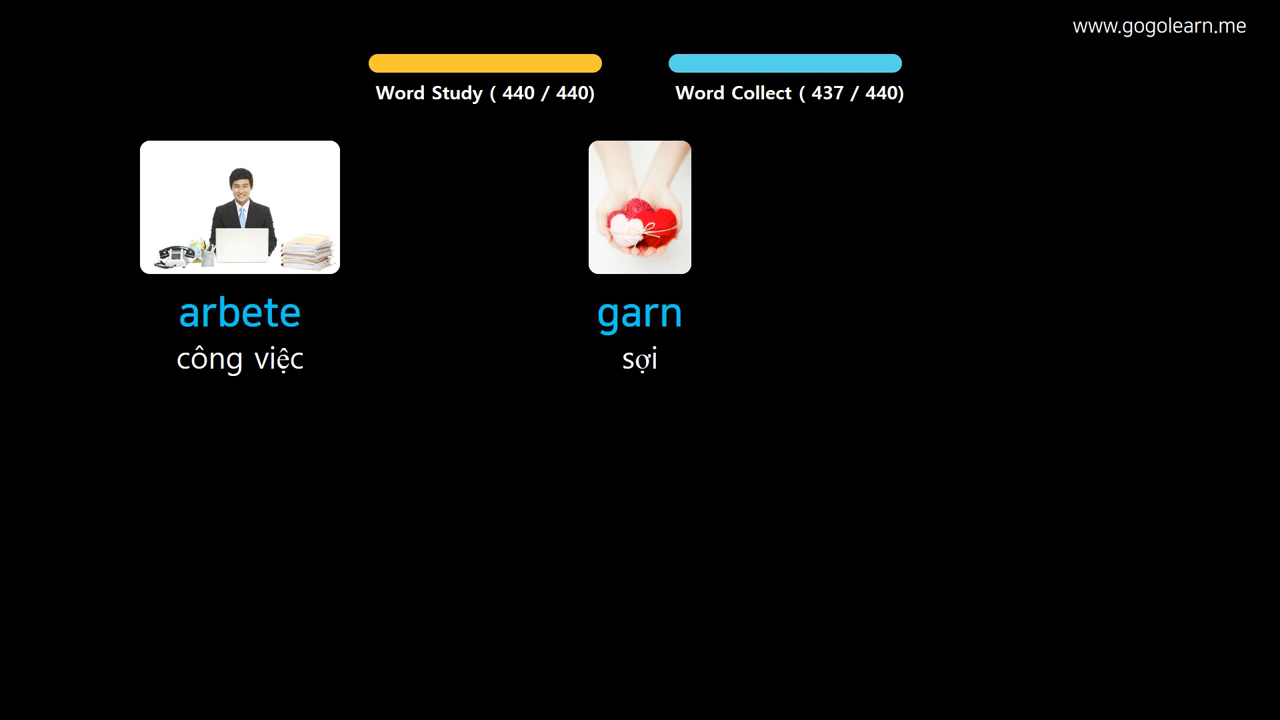 www.gogolearn.me
Word Study ( 440 / 440)
Word Collect ( 437 / 440)
arbete
công việc
garn
sợi